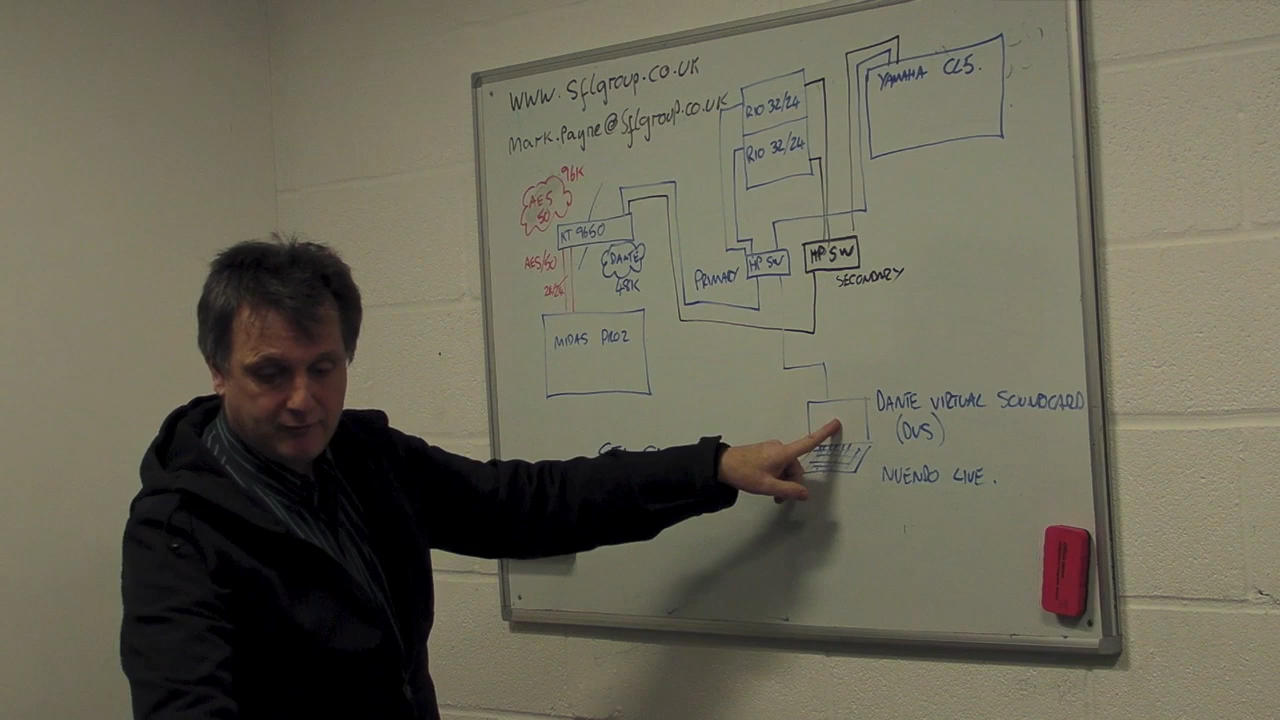 www.Sflgroup.co.uk
Mark.Payne@Sflgroup.co.uk
RIO 32/24
RIO 32/24
YAMAHA CL5.
96K
AES
50
KT 9650
AES/50
DANTE
48K
PRIMARY
HP SW
HP SW
SECONDARY
MIDAS PRO2
DANTE VIRTUAL SOUNDCARD
(DVS)
NUENDO LIVE.